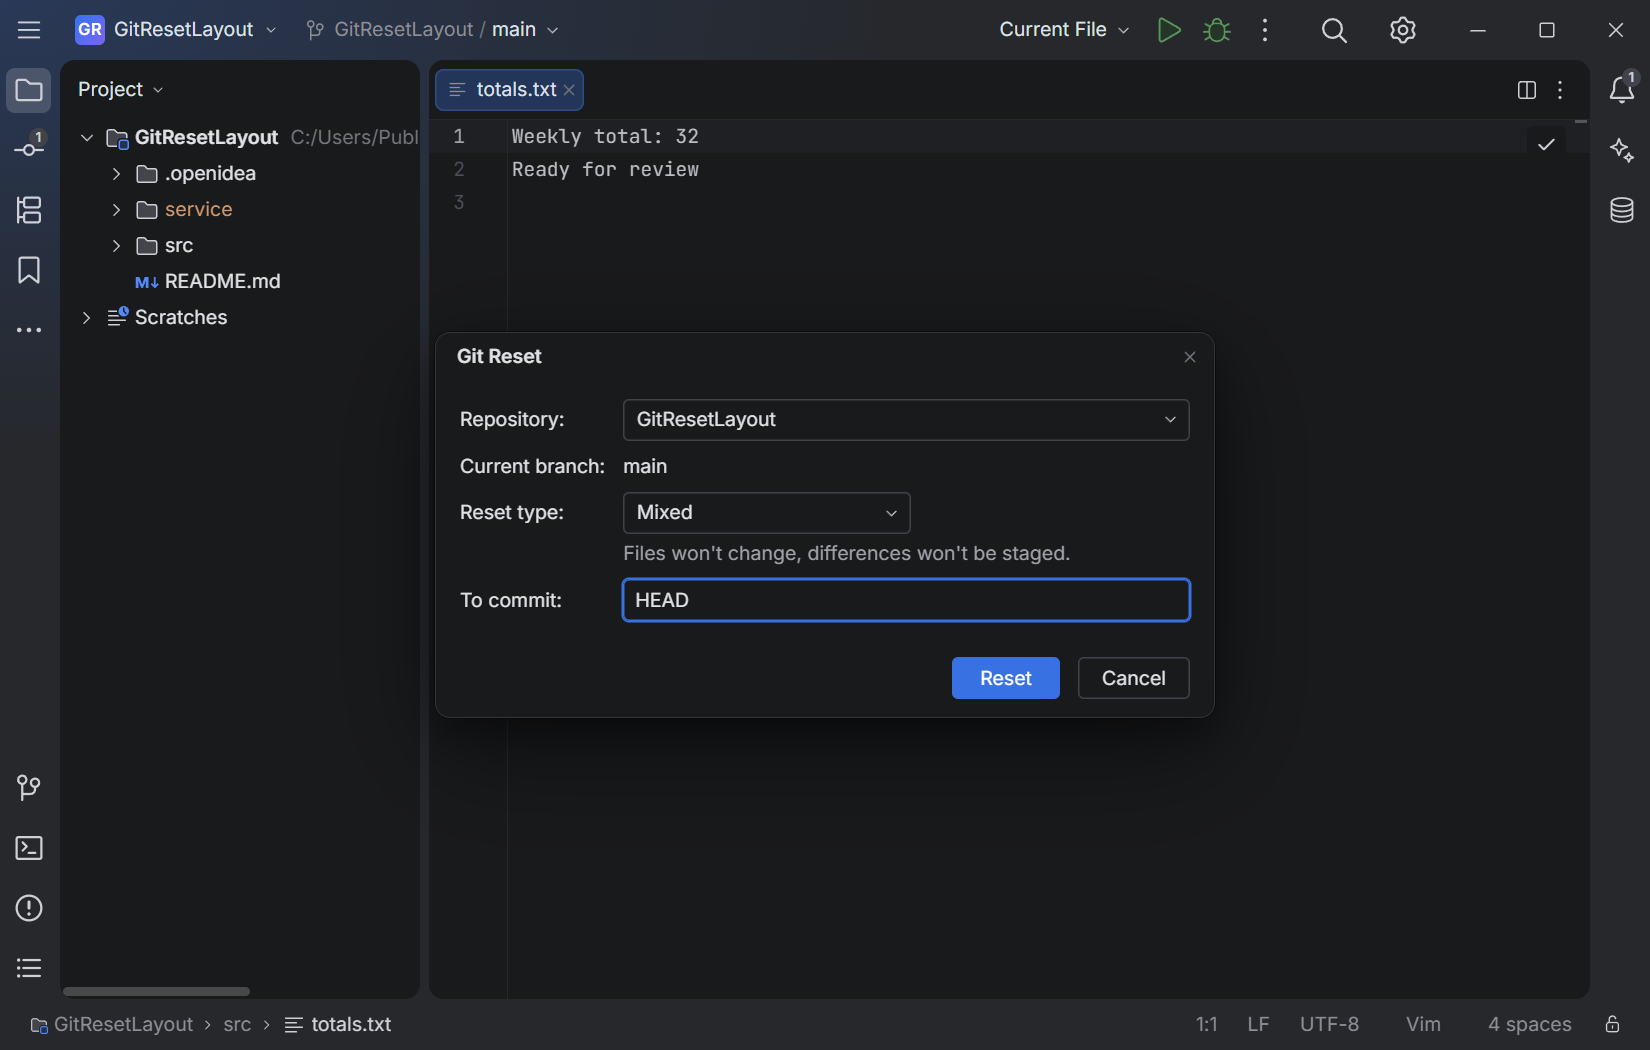 GR GitResetLayout GitResetLayout / main Current File
Project
totals.txt
1
1
GitResetLayout C:/Users/Publ
.openidea
service
src
M↓ README.md
Scratches
1 Weekly total: 32
2 Ready for review
3
Git Reset
Repository: GitResetLayout
Current branch: main
Reset type: Mixed
Files won't change, differences won't be staged.
To commit: HEAD
Reset Cancel
GitResetLayout › src › totals.txt 1:1 LF UTF-8 Vim 4 spaces